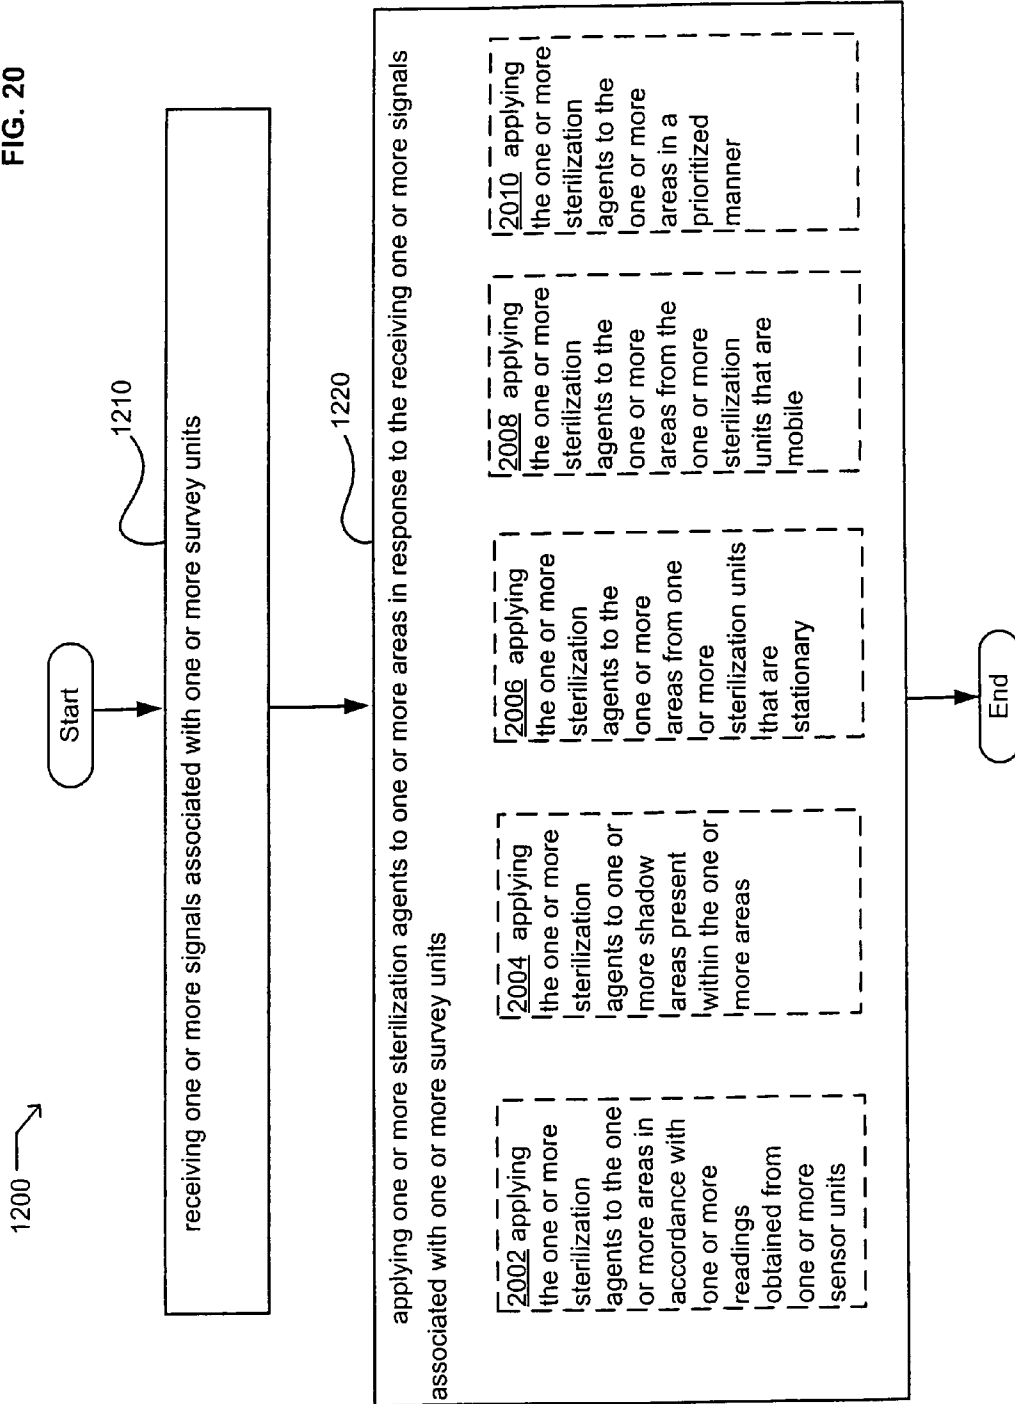 FIG. 20
1200
Start
1210
receiving one or more signals associated with one or more survey units
1220
applying one or more sterilization agents to one or more areas in response to the receiving one or more signals
associated with one or more survey units
2002 applying
the one or more
sterilization
agents to the one
or more areas in
accordance with
one or more
readings
obtained from
one or more
sensor units
2004 applying
the one or more
sterilization
agents to one or
more shadow
areas present
within the one or
more areas
2006 applying
the one or more
sterilization
agents to the
one or more
areas from one
or more
sterilization units
that are
stationary
2008 applying
the one or more
sterilization
agents to the
one or more
areas from the
one or more
sterilization
units that are
mobile
2010 applying
the one or more
sterilization
agents to the
one or more
areas in a
prioritized
manner
End